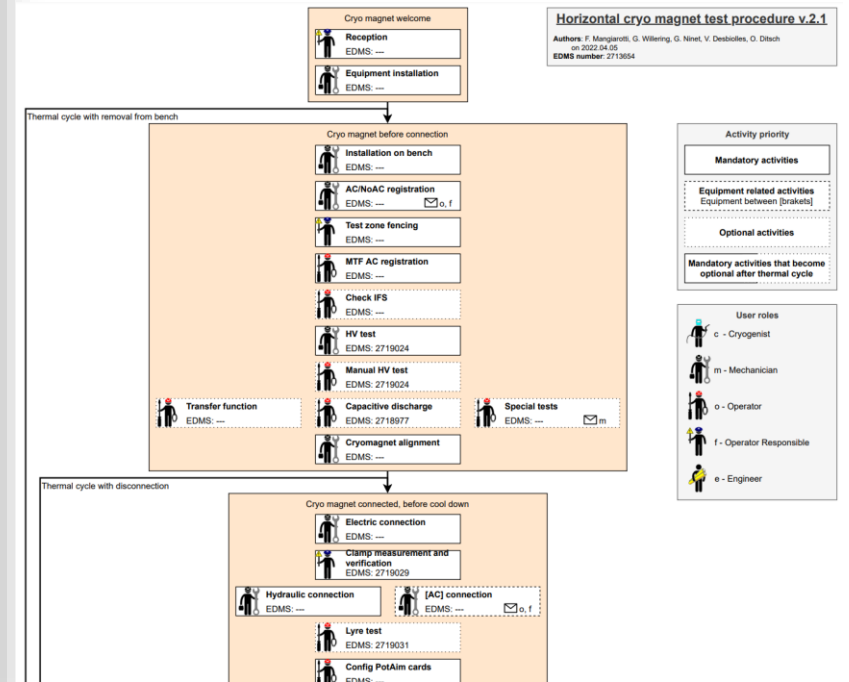 Cryo magnet welcome
Reception
EDMS: ---
Equipment installation
EDMS: ---
Horizontal cryo magnet test procedure v.2.1
Authors: F. Mangiarotti, G. Willering, G. Ninet, V. Desbiolles, O. Ditsch
on 2022.04.05
EDMS number: 2713654
Thermal cycle with removal from bench
Cryo magnet before connection
Installation on bench
EDMS: ---
AC/NoAC registration
EDMS: ---
o, f
Test zone fencing
EDMS: ---
MTF AC registration
EDMS: ---
Check IFS
EDMS: ---
HV test
EDMS: 2719024
Manual HV test
EDMS: 2719024
Transfer function
EDMS: ---
Capacitive discharge
EDMS: 2718977
Special tests
EDMS: ---
m
Cryomagnet alignment
EDMS: ---
Activity priority
Mandatory activities
Equipment related activities
Equipment between [brakets]
Optional activities
Mandatory activities that become
optional after thermal cycle
User roles
c - Cryogenist
m - Mechanician
o - Operator
f - Operator Responsible
e - Engineer
Thermal cycle with disconnection
Cryo magnet connected, before cool down
Electric connection
EDMS: ---
Clamp measurement and
verification
EDMS: 2719029
Hydraulic connection
EDMS: ---
[AC] connection
EDMS: ---
o, f
Lyre test
EDMS: 2719031
Config PotAim cards
EDMS: ---